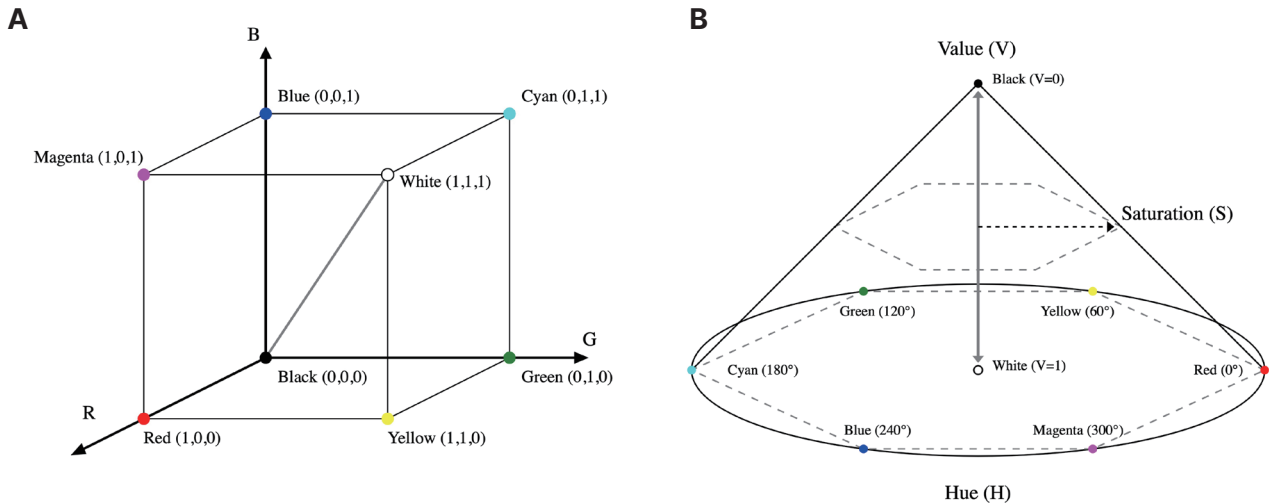 A
B
Blue (0,0,1)
Cyan (0,1,1)
Magenta (1,0,1)
White (1,1,1)
G
Black (0,0,0)
Green (0,1,0)
R
Red (1,0,0)
Yellow (1,1,0)
B
Value (V)
Black (V=0)
Saturation (S)
Green (120°)
Yellow (60°)
Cyan (180°)
White (V=1)
Red (0°)
Blue (240°)
Magenta (300°)
Hue (H)